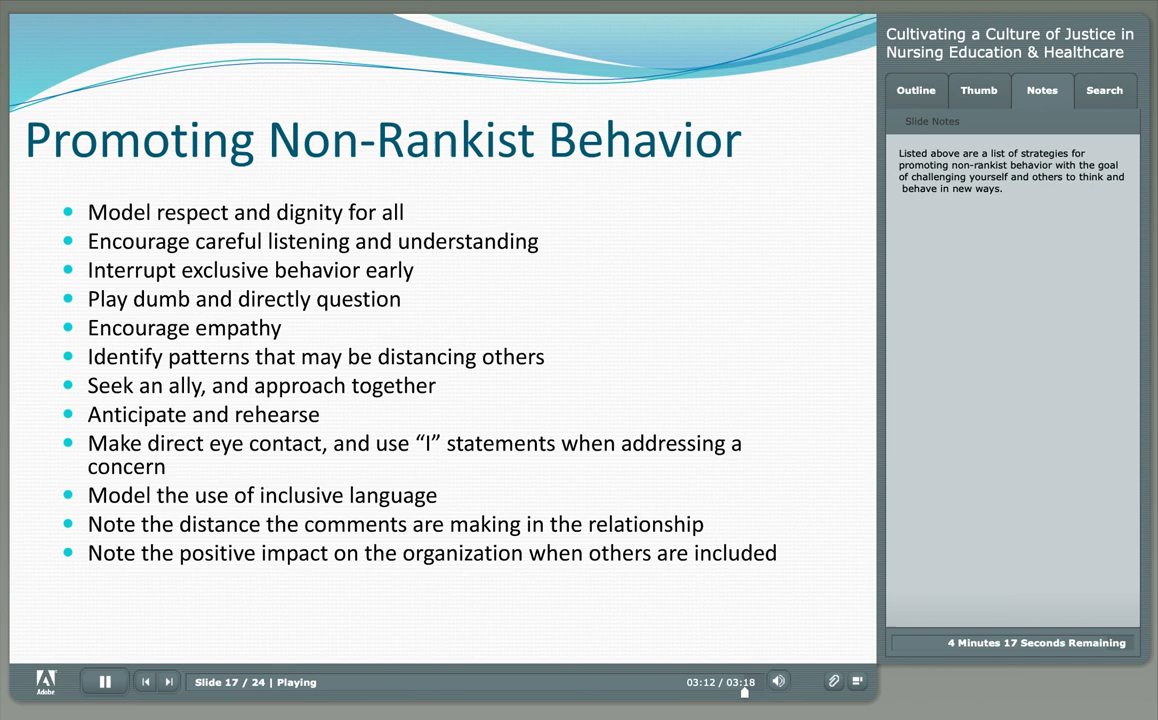 Promoting Non-Rankist Behavior
Model respect and dignity for all
Encourage careful listening and understanding
Interrupt exclusive behavior early
Play dumb and directly question
Encourage empathy
Identify patterns that may be distancing others
Seek an ally, and approach together
Anticipate and rehearse
Make direct eye contact, and use “I” statements when addressing a
concern
Model the use of inclusive language
Note the distance the comments are making in the relationship
Note the positive impact on the organization when others are included
Cultivating a Culture of Justice in
Nursing Education & Healthcare
Outline Thumb Notes Search
Slide Notes
Listed above are a list of strategies for
promoting non-rankist behavior with the goal
of challenging yourself and others to think and
behave in new ways.
4 Minutes 17 Seconds Remaining
Adobe
Slide 17 / 24 | Playing
03:12 / 03:18